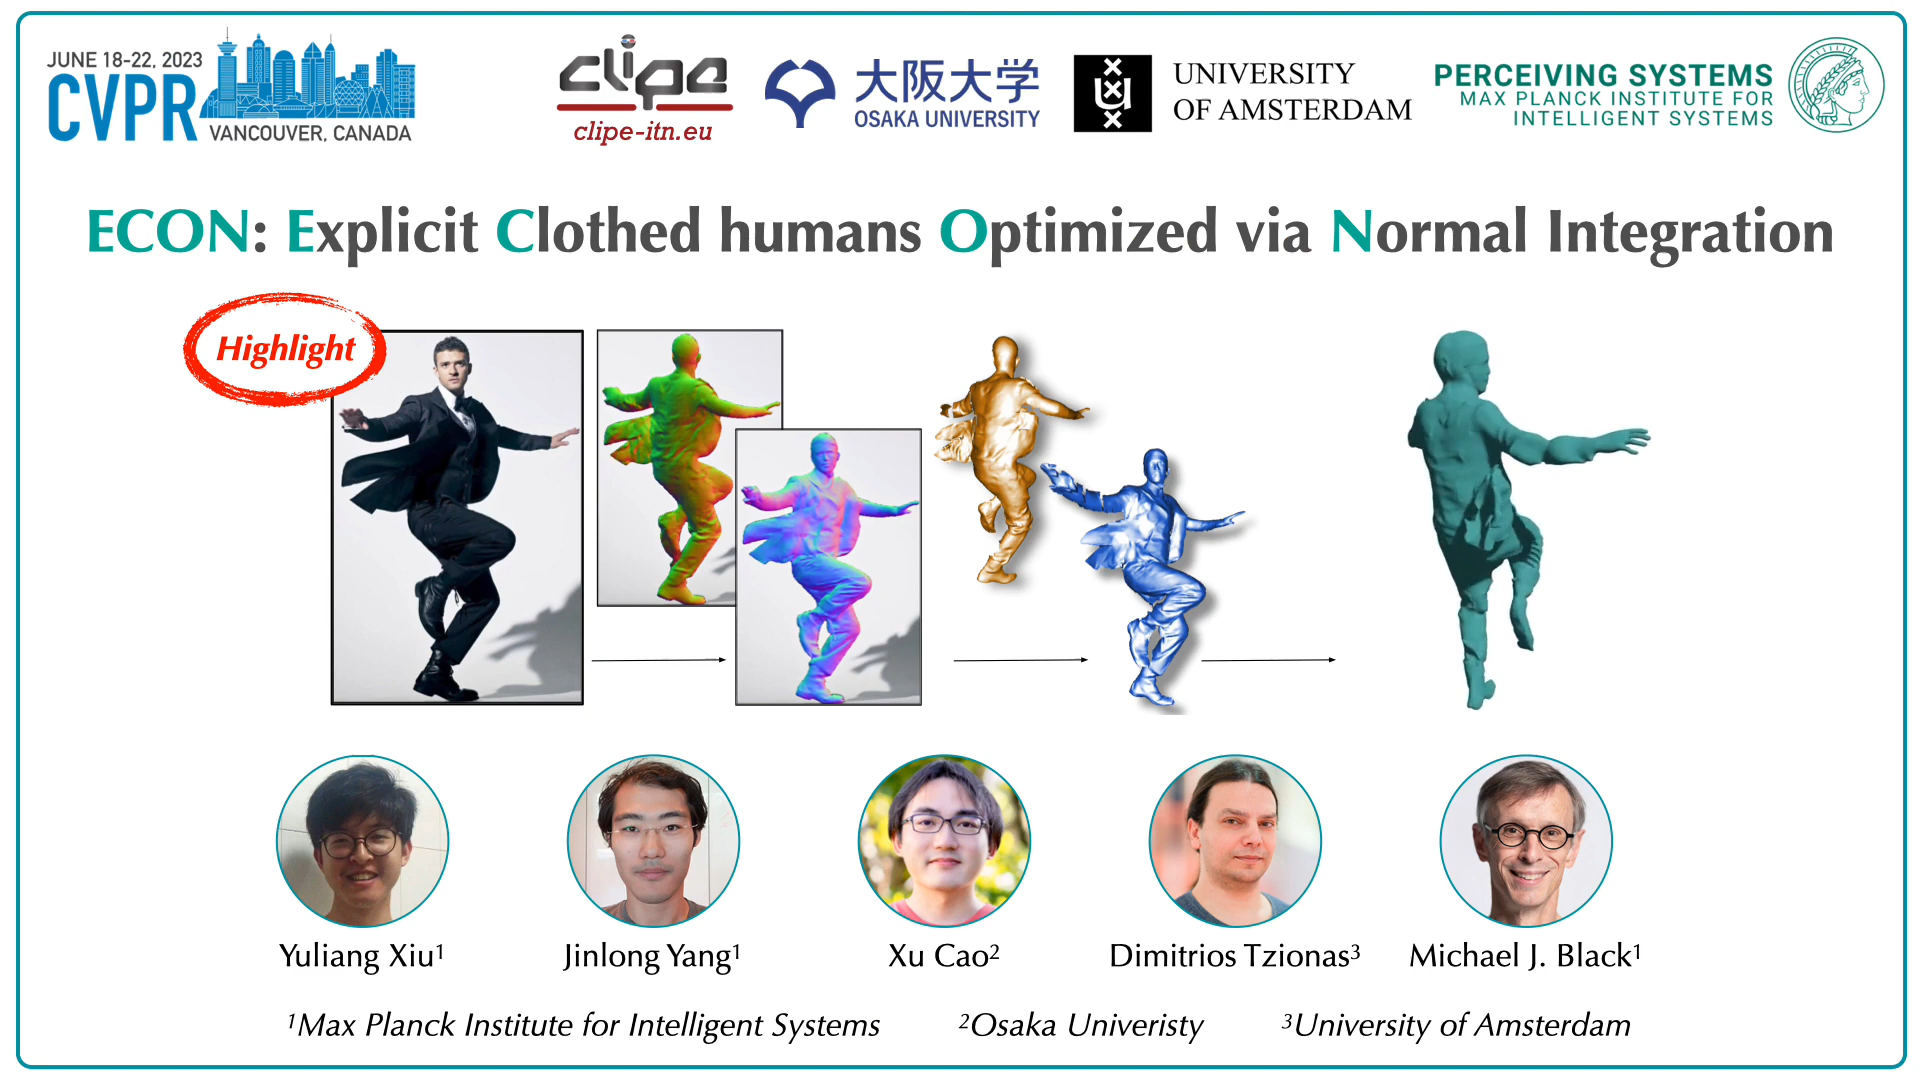 JUNE 18-22, 2023
CVPR
VANCOUVER, CANADA
clipe
clipe-itn.eu
大阪大学
OSAKA UNIVERSITY
UNIVERSITY
OF AMSTERDAM
PERCEIVING SYSTEMS
MAX PLANCK INSTITUTE FOR
INTELLIGENT SYSTEMS
ECON: Explicit Clothed humans Optimized via Normal Integration
Highlight
Yuliang Xiu¹
Jinlong Yang¹
Xu Cao²
Dimitrios Tzionas³
Michael J. Black¹
¹Max Planck Institute for Intelligent Systems
²Osaka Univeristy
³University of Amsterdam